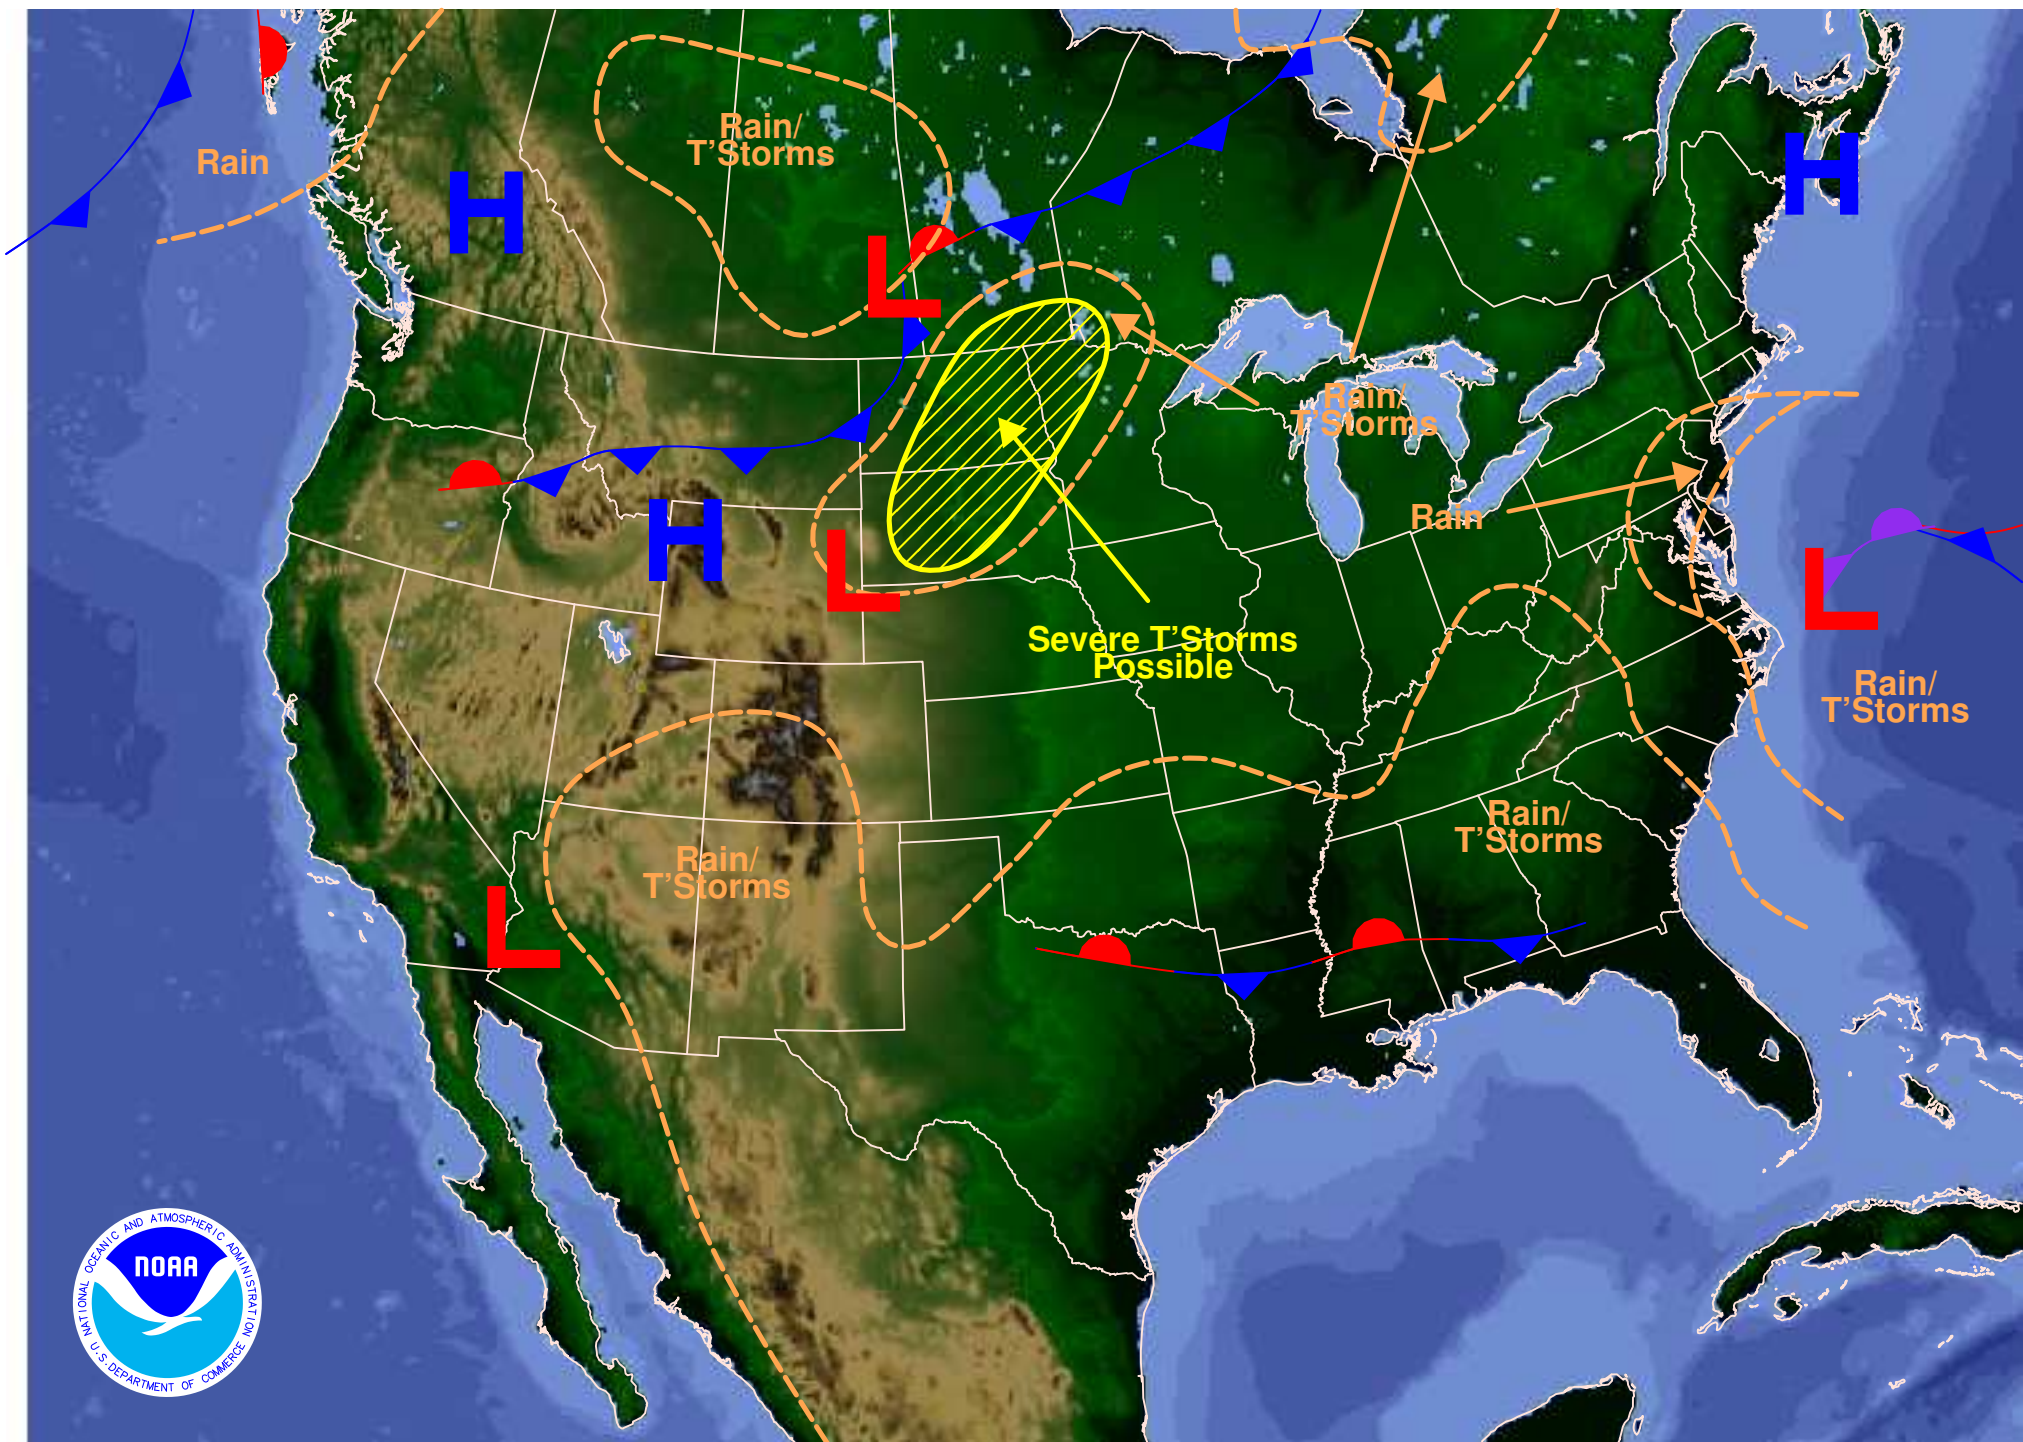 Rain/
T'Storms
Rain
H
H
L
Rain/
T'Storms
H
Rain
L
L
Severe T'Storms
Possible
Rain/
T'Storms
Rain/
T'Storms
Rain/
T'Storms
L
NOAA
NATIONAL OCEANIC AND ATMOSPHERIC ADMINISTRATION
U.S. DEPARTMENT OF COMMERCE